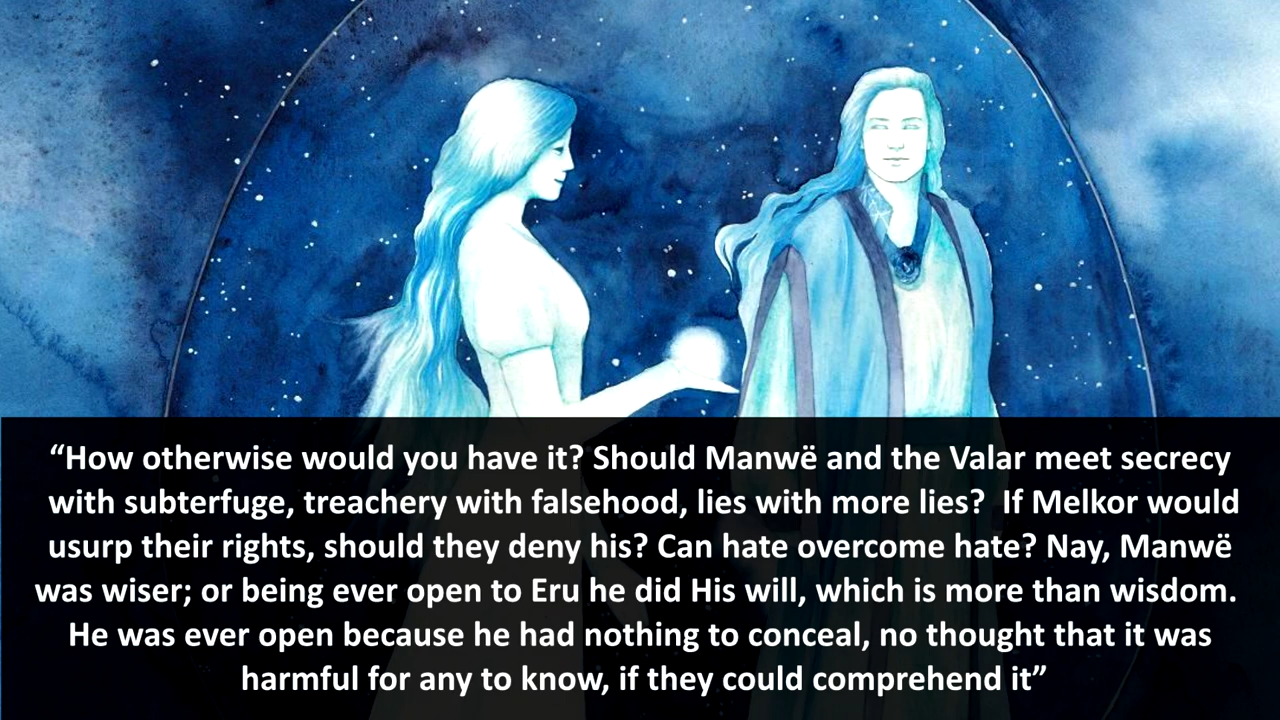 “How otherwise would you have it? Should Manwë and the Valar meet secrecy
with subterfuge, treachery with falsehood, lies with more lies?  If Melkor would
usurp their rights, should they deny his? Can hate overcome hate? Nay, Manwë
was wiser; or being ever open to Eru he did His will, which is more than wisdom.
He was ever open because he had nothing to conceal, no thought that it was
harmful for any to know, if they could comprehend it”